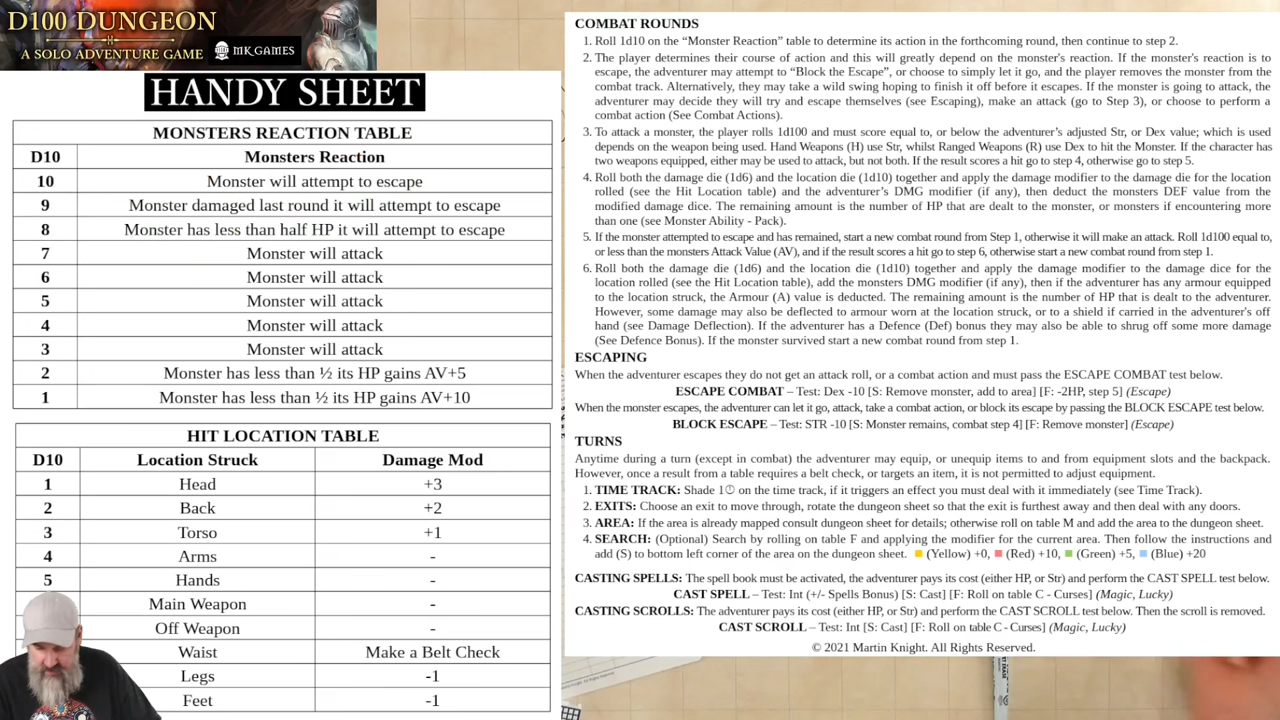 D100 DUNGEON
A SOLO ADVENTURE GAME
MK GAMES
HANDY SHEET
MONSTERS REACTION TABLE
D10 Monsters Reaction
10 Monster will attempt to escape
9 Monster damaged last round it will attempt to escape
8 Monster has less than half HP it will attempt to escape
7 Monster will attack
6 Monster will attack
5 Monster will attack
4 Monster will attack
3 Monster will attack
2 Monster has less than ½ its HP gains AV+5
1 Monster has less than ½ its HP gains AV+10
HIT LOCATION TABLE
D10 Location Struck Damage Mod
1 Head +3
2 Back +2
3 Torso +1
4 Arms -
5 Hands -
Main Weapon -
Off Weapon -
Waist Make a Belt Check
Legs -1
Feet -1
COMBAT ROUNDS
1. Roll 1d10 on the “Monster Reaction” table to determine its action in the forthcoming round, then continue to step 2.
2. The player determines their course of action and this will greatly depend on the monster's reaction. If the monster's reaction is to
escape, the adventurer may attempt to “Block the Escape”, or choose to simply let it go, and the player removes the monster from the
combat track. Alternatively, they may take a wild swing hoping to finish it off before it escapes. If the monster is going to attack, the
adventurer may decide they will try and escape themselves (see Escaping), make an attack (go to Step 3), or choose to perform a
combat action (See Combat Actions).
3. To attack a monster, the player rolls 1d100 and must score equal to, or below the adventurer’s adjusted Str, or Dex value; which is used
depends on the weapon being used. Hand Weapons (H) use Str, whilst Ranged Weapons (R) use Dex to hit the Monster. If the character has
two weapons equipped, either may be used to attack, but not both. If the result scores a hit go to step 4, otherwise go to step 5.
4. Roll both the damage die (1d6) and the location die (1d10) together and apply the damage modifier to the damage die for the location
rolled (see the Hit Location table) and the adventurer’s DMG modifier (if any), then deduct the monsters DEF value from the
modified damage dice. The remaining amount is the number of HP that are dealt to the monster, or monsters if encountering more
than one (see Monster Ability - Pack).
5. If the monster attempted to escape and has remained, start a new combat round from Step 1, otherwise it will make an attack. Roll 1d100 equal to,
or less than the monsters Attack Value (AV), and if the result scores a hit go to step 6, otherwise start a new combat round from step 1.
6. Roll both the damage die (1d6) and the location die (1d10) together and apply the damage modifier to the damage dice for the
location rolled (see the Hit Location table), add the monsters DMG modifier (if any), then if the adventurer has any armour equipped
to the location struck, the Armour (A) value is deducted. The remaining amount is the number of HP that is dealt to the adventurer.
However, some damage may also be deflected to armour worn at the location struck, or to a shield if carried in the adventurer's off
hand (see Damage Deflection). If the adventurer has a Defence (Def) bonus they may also be able to shrug off some more damage
(See Defence Bonus). If the monster survived start a new combat round from step 1.
ESCAPING
When the adventurer escapes they do not get an attack roll, or a combat action and must pass the ESCAPE COMBAT test below.
ESCAPE COMBAT – Test: Dex -10 [S: Remove monster, add to area] [F: -2HP, step 5] (Escape)
When the monster escapes, the adventurer can let it go, attack, take a combat action, or block its escape by passing the BLOCK ESCAPE test below.
BLOCK ESCAPE – Test: STR -10 [S: Monster remains, combat step 4] [F: Remove monster] (Escape)
TURNS
Anytime during a turn (except in combat) the adventurer may equip, or unequip items to and from equipment slots and the backpack.
However, once a result from a table requires a belt check, or targets an item, it is not permitted to adjust equipment.
1. TIME TRACK: Shade 1 on the time track, if it triggers an effect you must deal with it immediately (see Time Track).
2. EXITS: Choose an exit to move through, rotate the dungeon sheet so that the exit is furthest away and then deal with any doors.
3. AREA: If the area is already mapped consult dungeon sheet for details; otherwise roll on table M and add the area to the dungeon sheet.
4. SEARCH: (Optional) Search by rolling on table F and applying the modifier for the current area. Then follow the instructions and
add (S) to bottom left corner of the area on the dungeon sheet. (Yellow) +0, (Red) +10, (Green) +5, (Blue) +20
CASTING SPELLS: The spell book must be activated, the adventurer pays its cost (either HP, or Str) and perform the CAST SPELL test below.
CAST SPELL – Test: Int (+/- Spells Bonus) [S: Cast] [F: Roll on table C - Curses] (Magic, Lucky)
CASTING SCROLLS: The adventurer pays its cost (either HP, or Str) and perform the CAST SCROLL test below. Then the scroll is removed.
CAST SCROLL – Test: Int [S: Cast] [F: Roll on table C - Curses] (Magic, Lucky)
© 2021 Martin Knight. All Rights Reserved.